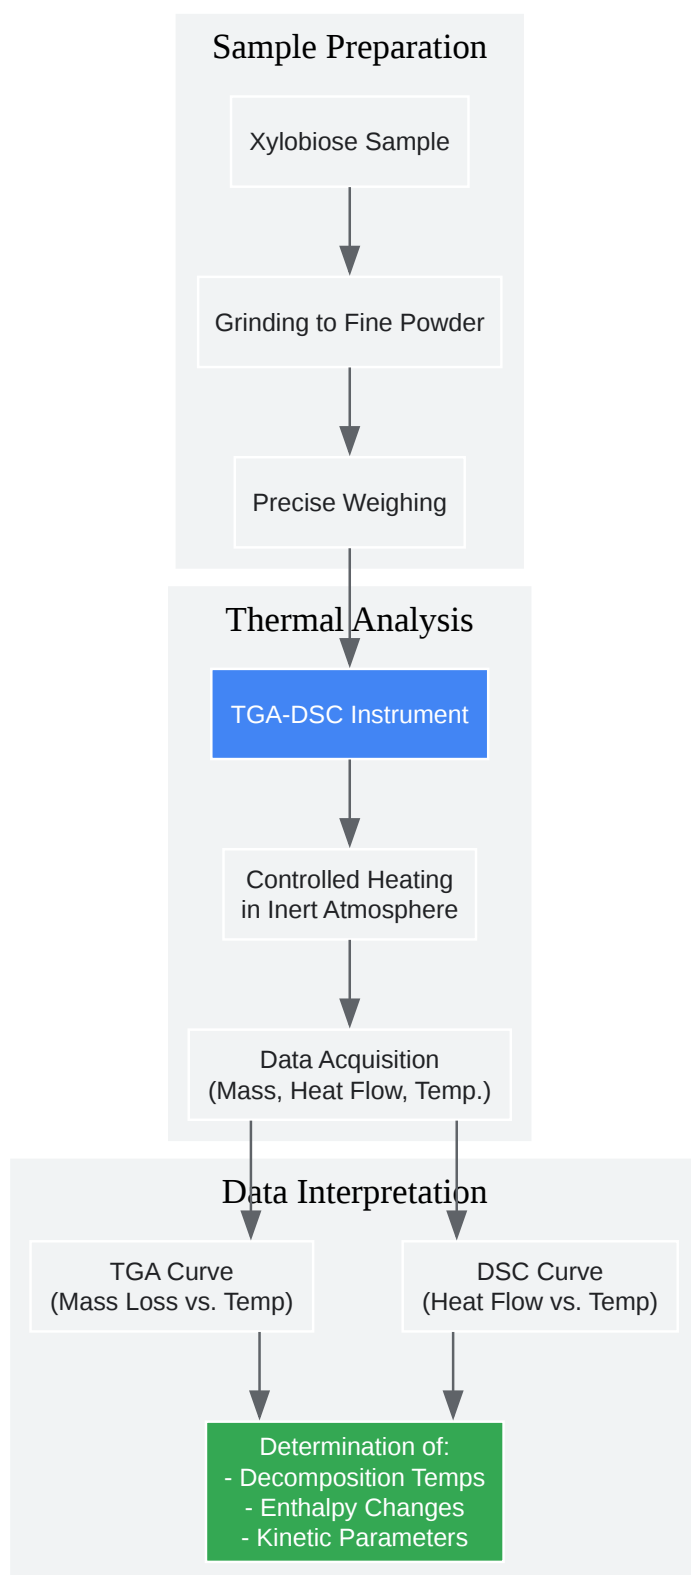 Sample Preparation
Xylobiose Sample
Grinding to Fine Powder
Precise Weighing
Thermal Analysis
TGA-DSC Instrument
Controlled Heating
in Inert Atmosphere
Data Acquisition
(Mass, Heat Flow, Temp.)
Data Interpretation
TGA Curve
(Mass Loss vs. Temp)
DSC Curve
(Heat Flow vs. Temp)
Determination of:
- Decomposition Temps
- Enthalpy Changes
- Kinetic Parameters